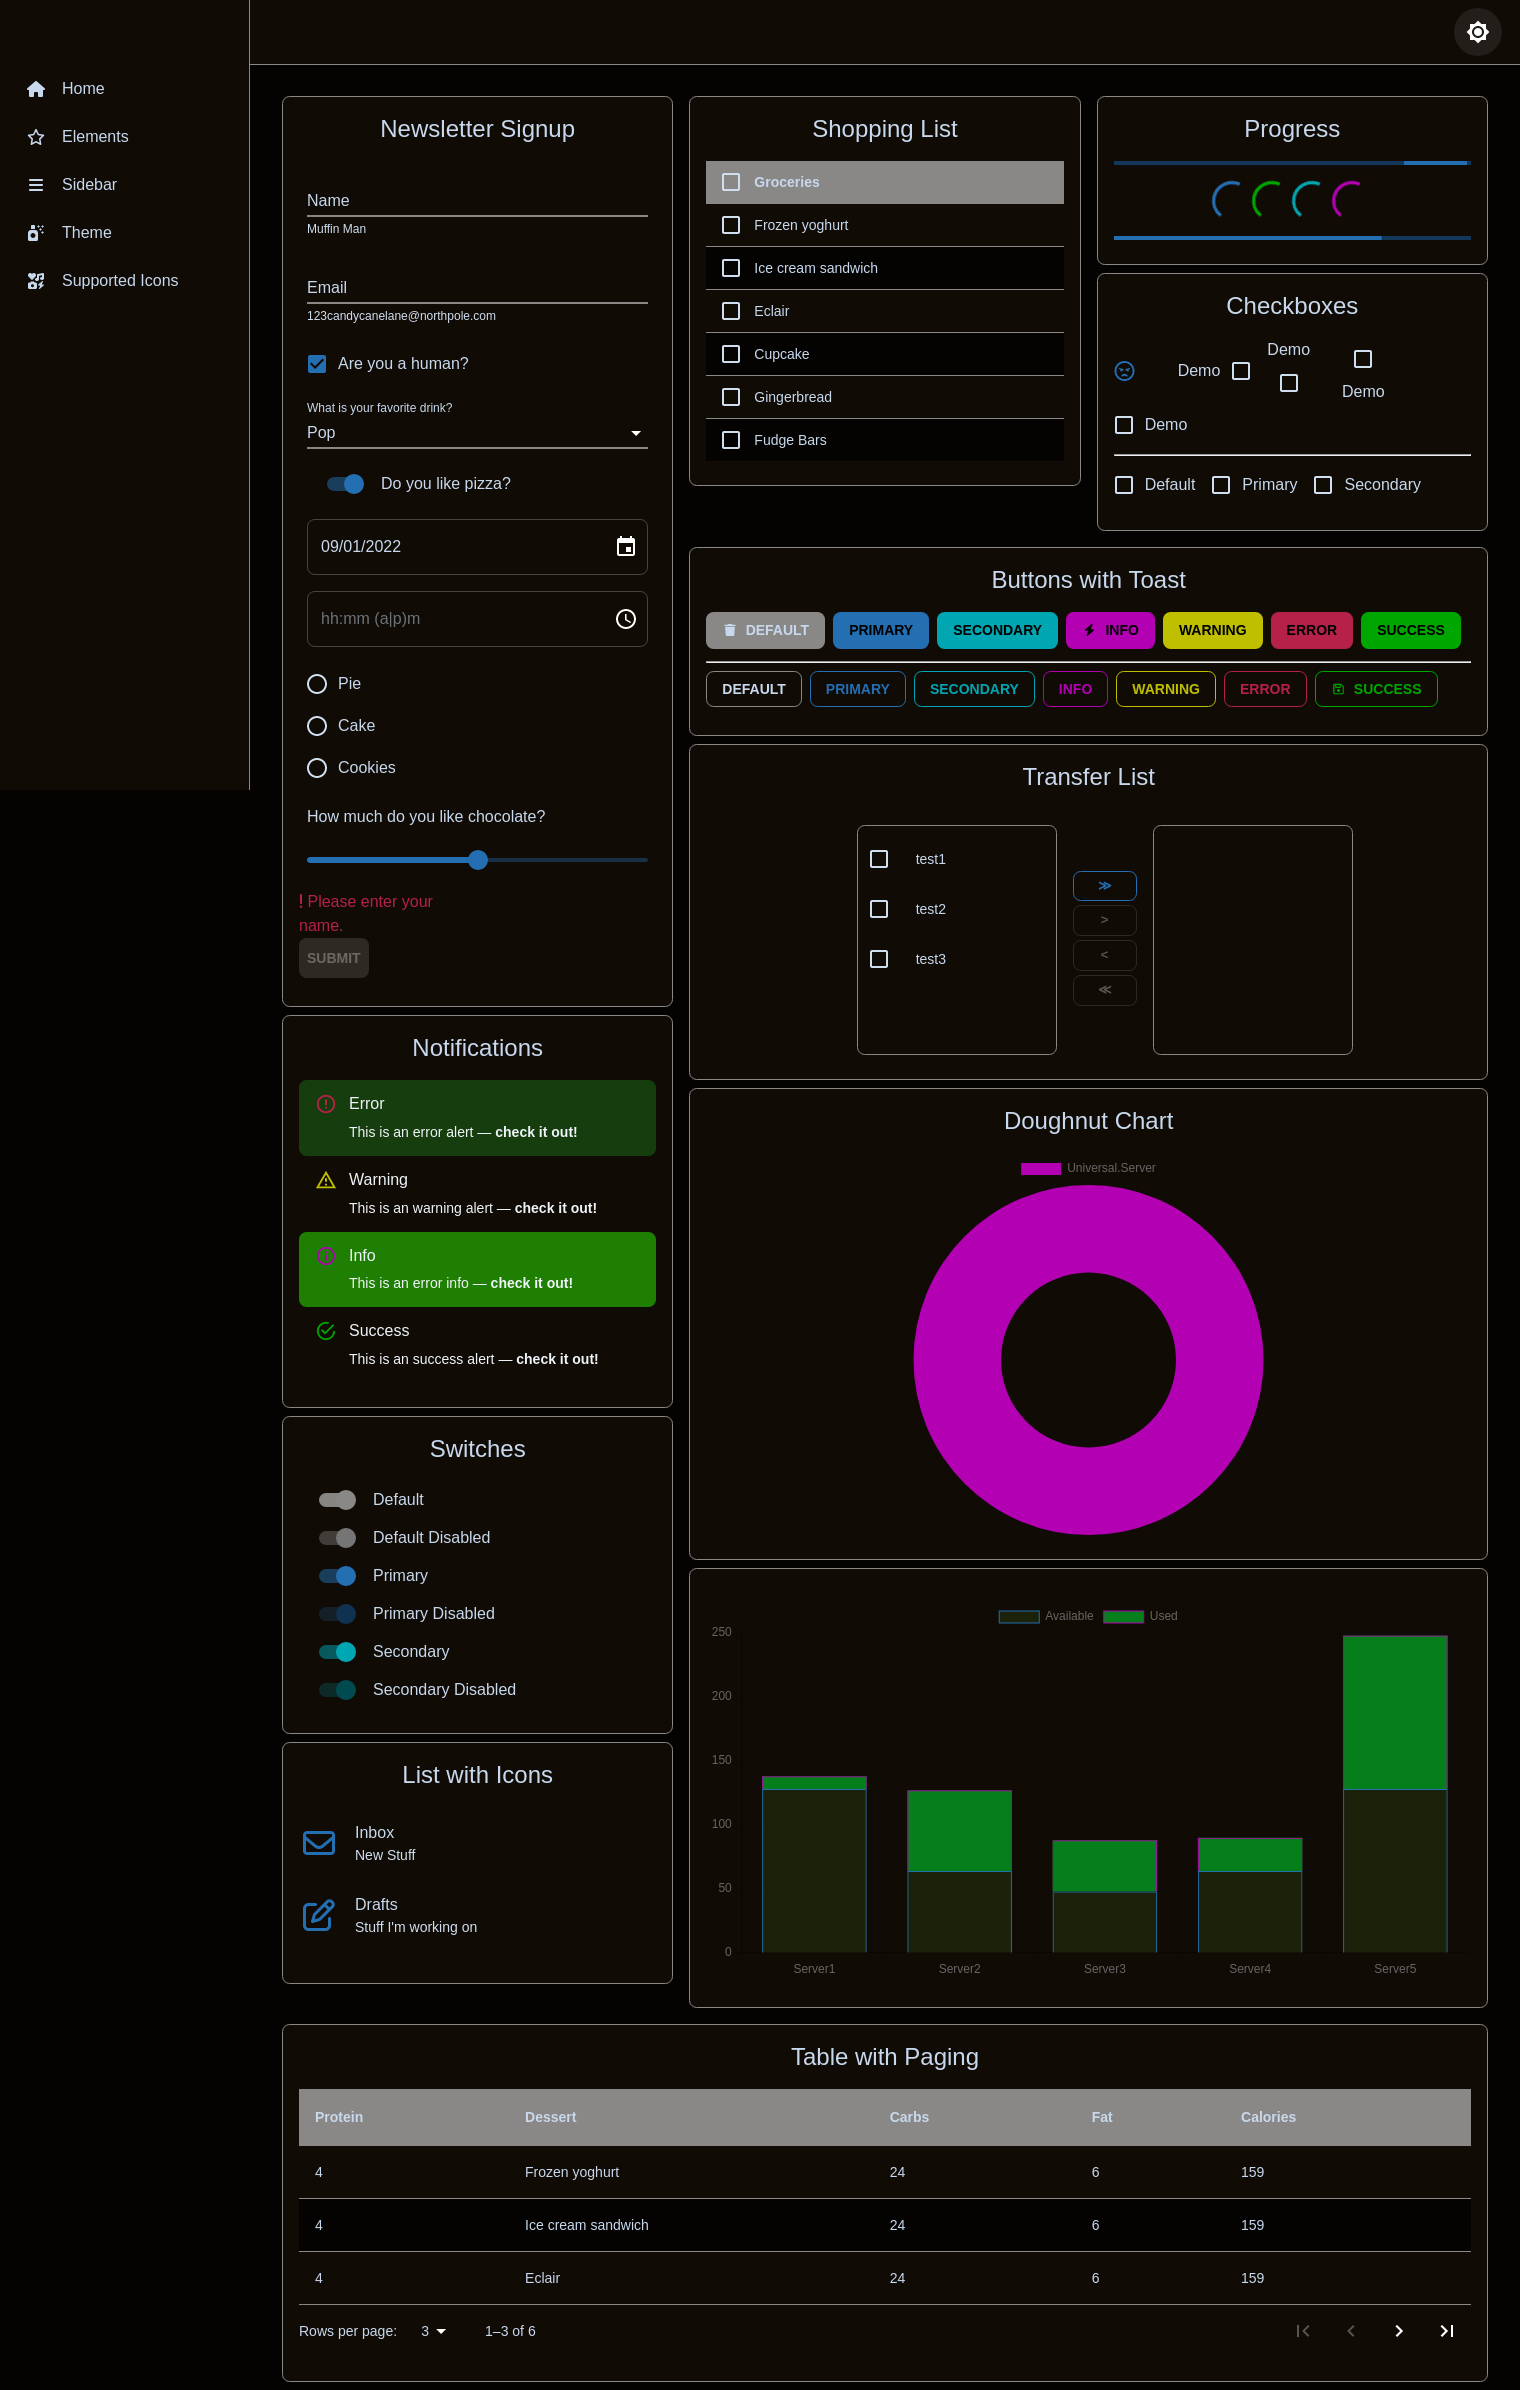 Home
Elements
Sidebar
Theme
Supported Icons
Newsletter Signup
Name
Muffin Man
Email
123candycanelane@northpole.com
Are you a human?
What is your favorite drink?
Pop
Do you like pizza?
09/01/2022
hh:mm (a|p)m
Pie
Cake
Cookies
How much do you like chocolate?
! Please enter your
name.
SUBMIT
Notifications
Error
This is an error alert — check it out!
Warning
This is an warning alert — check it out!
Info
This is an error info — check it out!
Success
This is an success alert — check it out!
Switches
Default
Default Disabled
Primary
Primary Disabled
Secondary
Secondary Disabled
List with Icons
Inbox
New Stuff
Drafts
Stuff I'm working on
Shopping List
Groceries
Frozen yoghurt
Ice cream sandwich
Eclair
Cupcake
Gingerbread
Fudge Bars
Progress
Checkboxes
Demo
Demo
Demo
Demo
Default Primary Secondary
Buttons with Toast
DEFAULT PRIMARY SECONDARY INFO WARNING ERROR SUCCESS
DEFAULT PRIMARY SECONDARY INFO WARNING ERROR SUCCESS
Transfer List
test1
test2
test3
≫
>
<
≪
Doughnut Chart
Universal.Server
Available Used
250
200
150
100
50
0
Server1 Server2 Server3 Server4 Server5
Table with Paging
Protein Dessert Carbs Fat Calories
4 Frozen yoghurt 24 6 159
4 Ice cream sandwich 24 6 159
4 Eclair 24 6 159
Rows per page: 3 1–3 of 6